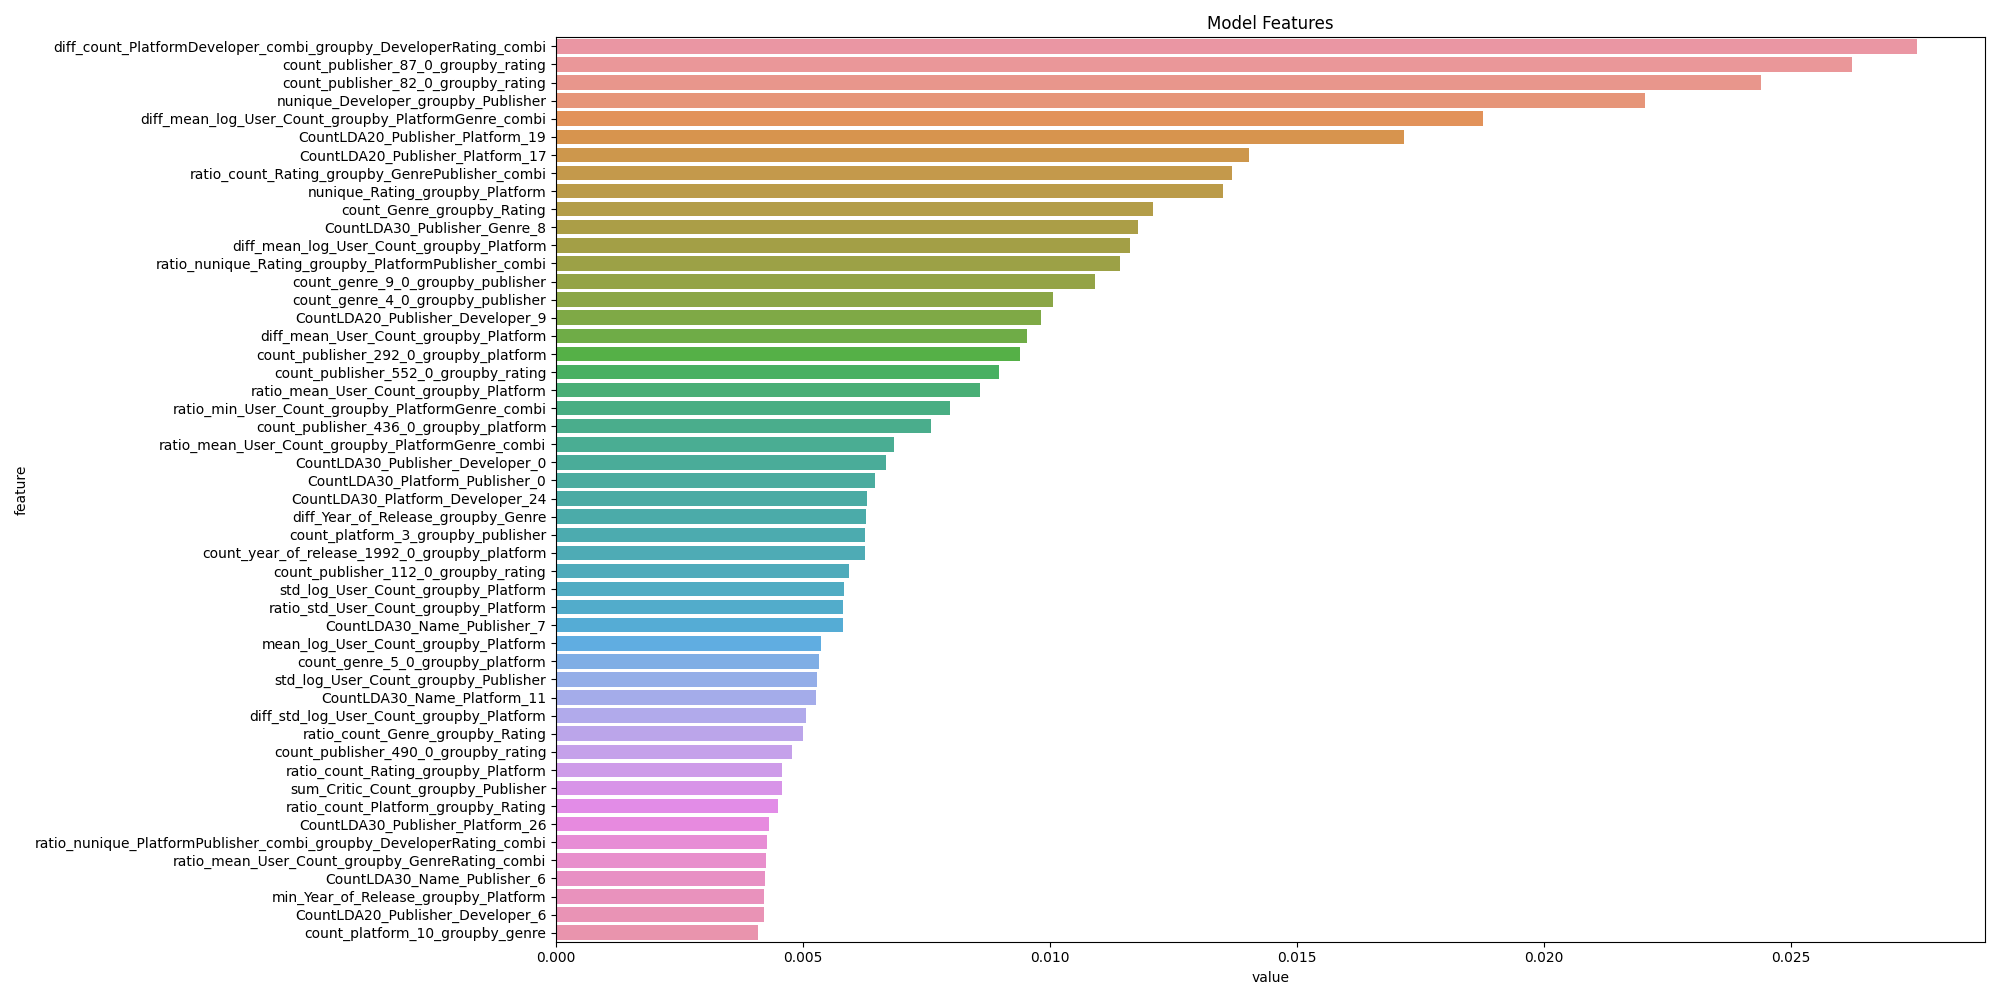 Model Features
diff_count_PlatformDeveloper_combi_groupby_DeveloperRating_combi
count_publisher_87_0_groupby_rating
count_publisher_82_0_groupby_rating
nunique_Developer_groupby_Publisher
diff_mean_log_User_Count_groupby_PlatformGenre_combi
CountLDA20_Publisher_Platform_19
CountLDA20_Publisher_Platform_17
ratio_count_Rating_groupby_GenrePublisher_combi
nunique_Rating_groupby_Platform
count_Genre_groupby_Rating
CountLDA30_Publisher_Genre_8
diff_mean_log_User_Count_groupby_Platform
ratio_nunique_Rating_groupby_PlatformPublisher_combi
count_genre_9_0_groupby_publisher
count_genre_4_0_groupby_publisher
CountLDA20_Publisher_Developer_9
diff_mean_User_Count_groupby_Platform
count_publisher_292_0_groupby_platform
count_publisher_552_0_groupby_rating
ratio_mean_User_Count_groupby_Platform
ratio_min_User_Count_groupby_PlatformGenre_combi
count_publisher_436_0_groupby_platform
ratio_mean_User_Count_groupby_PlatformGenre_combi
CountLDA30_Publisher_Developer_0
CountLDA30_Platform_Publisher_0
CountLDA30_Platform_Developer_24
diff_Year_of_Release_groupby_Genre
count_platform_3_groupby_publisher
count_year_of_release_1992_0_groupby_platform
count_publisher_112_0_groupby_rating
std_log_User_Count_groupby_Platform
ratio_std_User_Count_groupby_Platform
CountLDA30_Name_Publisher_7
mean_log_User_Count_groupby_Platform
count_genre_5_0_groupby_platform
std_log_User_Count_groupby_Publisher
CountLDA30_Name_Platform_11
diff_std_log_User_Count_groupby_Platform
ratio_count_Genre_groupby_Rating
count_publisher_490_0_groupby_rating
ratio_count_Rating_groupby_Platform
sum_Critic_Count_groupby_Publisher
ratio_count_Platform_groupby_Rating
CountLDA30_Publisher_Platform_26
ratio_nunique_PlatformPublisher_combi_groupby_DeveloperRating_combi
ratio_mean_User_Count_groupby_GenreRating_combi
CountLDA30_Name_Publisher_6
min_Year_of_Release_groupby_Platform
CountLDA20_Publisher_Developer_6
count_platform_10_groupby_genre
feature
0.000 0.005 0.010 0.015 0.020 0.025
value